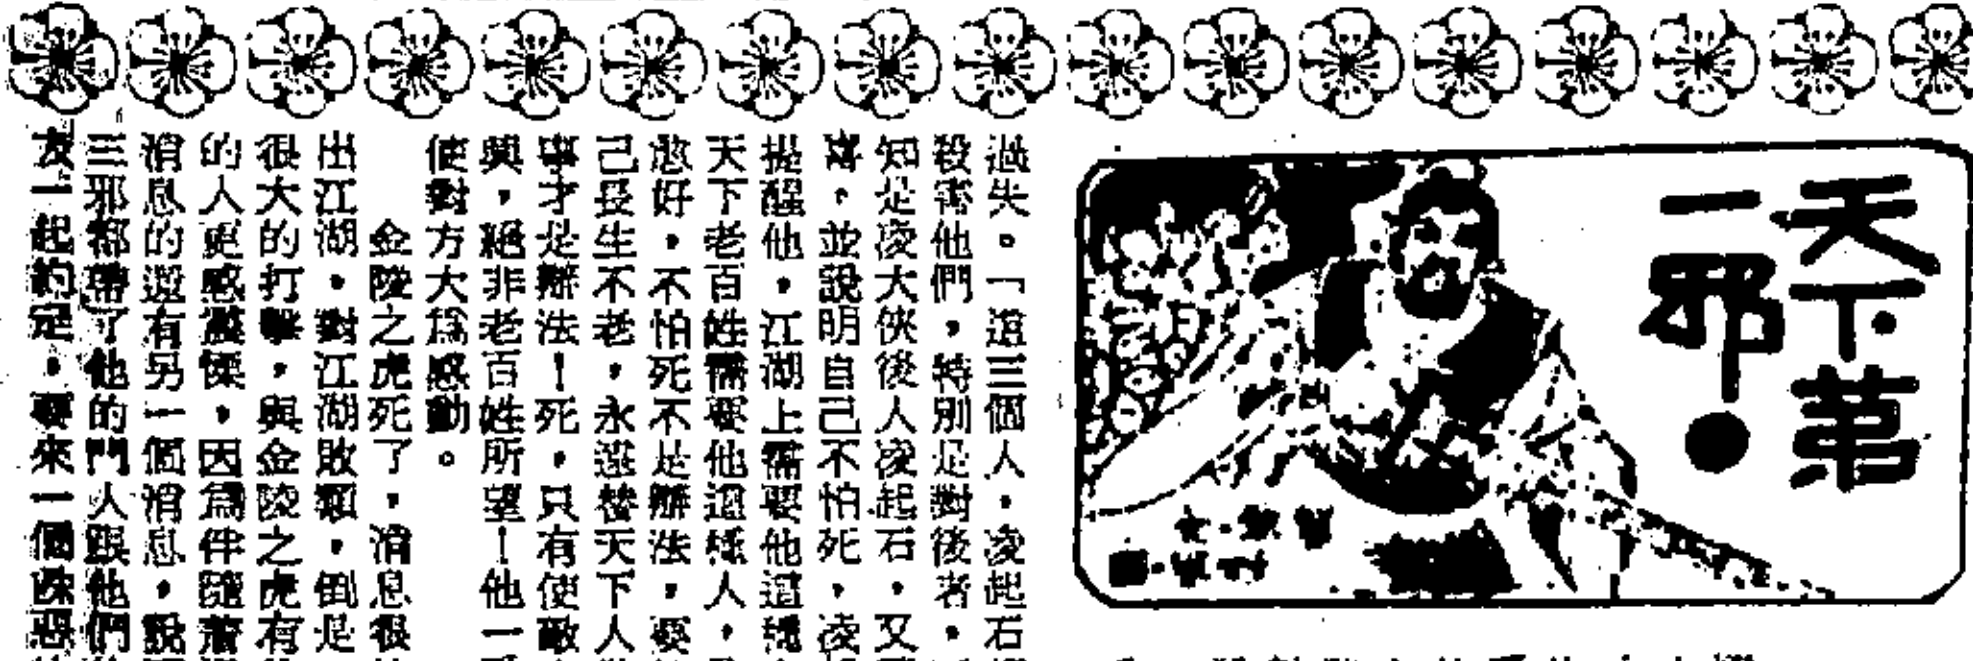 天下第
一邪
過失。「這三個人,凌起石
殺害他們,特別是對後者。
知是凌大俠後人凌起石,又
害,並說明自己不怕死,凌
提醒他,江湖上需要他這種
天下老百姓需要他這樣人,
好,不怕死不是辦法,要
己長生不老,永遠替天下人
事才是辦法!死,只有使敵
興,絕非老百姓所望!他一
使對方大爲感動。
金陵之虎死了,消息很
出江湖,對江湖敗類,倒是
很大的打擊,與金陵之虎有
的人更感震慄,因爲伴隨着
消息的還有另一個消息,說
三邪都帶了他的門人跟他們
友一起約定,要來一個除惡